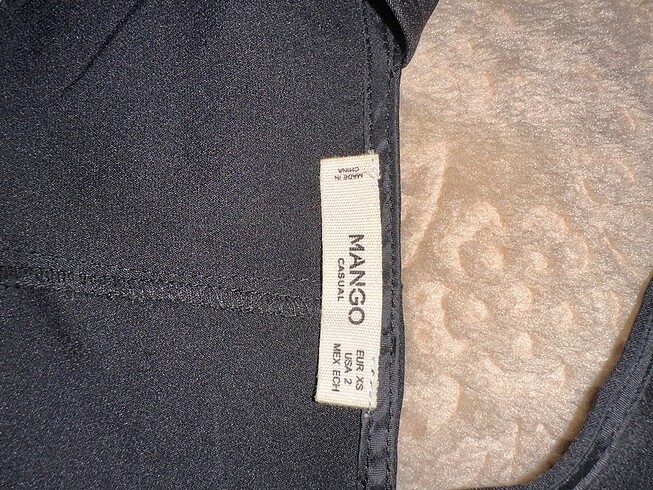 MADE IN
CHINA
MANGO
CASUAL
EUR XS
USA 2
MEX ECH